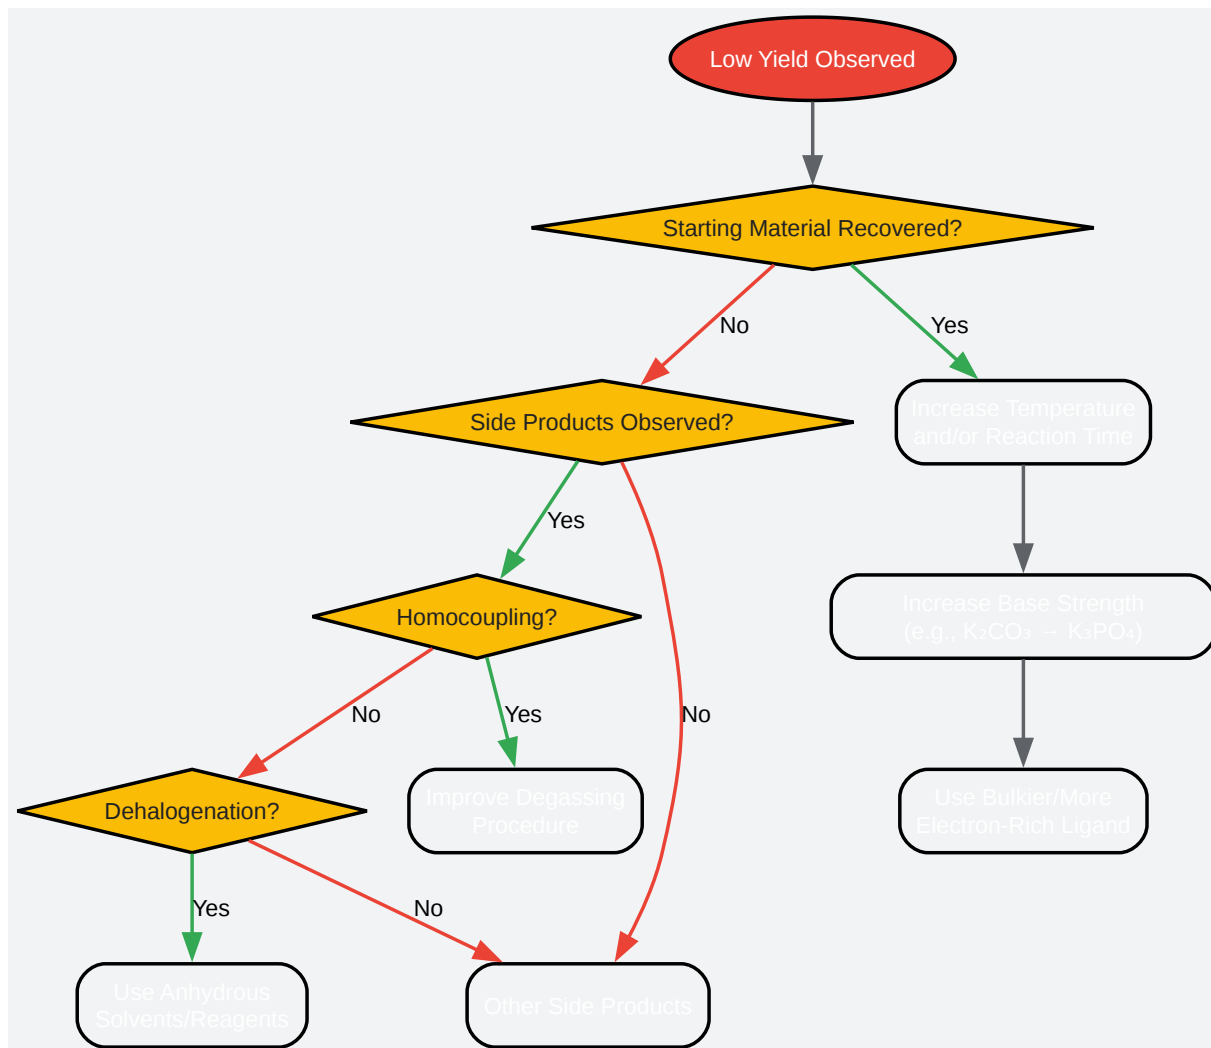 Low Yield Observed
Starting Material Recovered?
No
Yes
Side Products Observed?
Increase Temperature
and/or Reaction Time
Yes
Homocoupling?
Increase Base Strength
(e.g., K₂CO₃ → K₃PO₄)
No
Yes
No
Dehalogenation?
Improve Degassing
Procedure
Use Bulkier/More
Electron-Rich Ligand
Yes
No
Use Anhydrous
Solvents/Reagents
Other Side Products